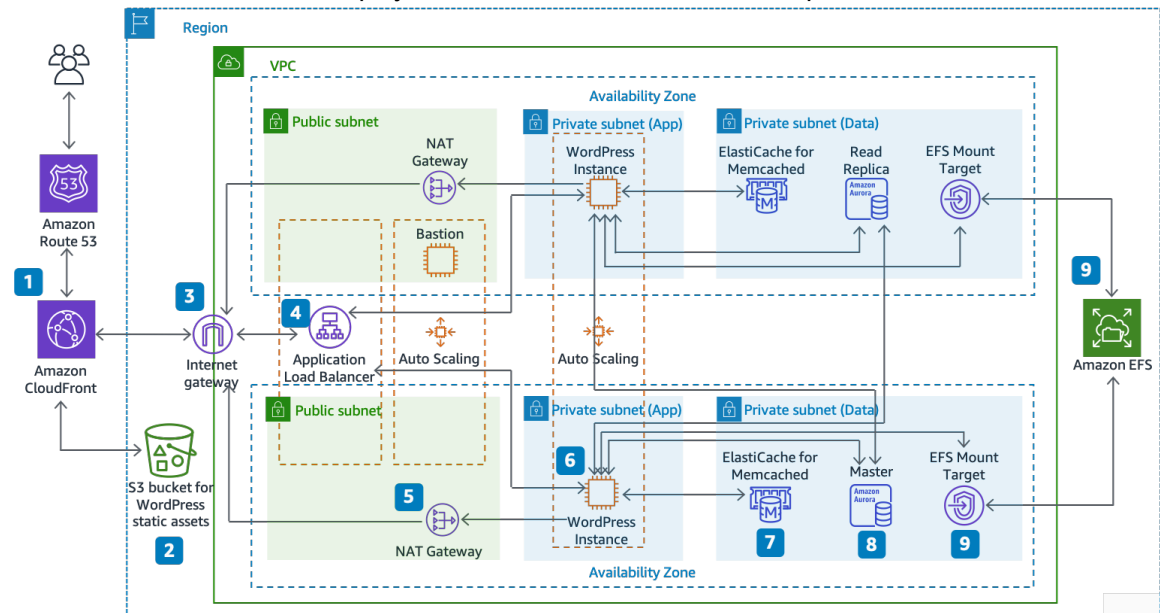 Region
VPC
Availability Zone
Public subnet
Private subnet (App)
Private subnet (Data)
NAT
Gateway
WordPress
Instance
ElastiCache for
Memcached
M
Read
Replica
Amazon
Aurora
EFS Mount
Target
53
Amazon
Route 53
Bastion
1
3
4
9
Amazon
CloudFront
Internet
gateway
Application
Load Balancer
Auto Scaling
Auto Scaling
Amazon EFS
Public subnet
Private subnet (App)
Private subnet (Data)
S3 bucket for
WordPress
static assets
2
5
NAT Gateway
6
WordPress
Instance
ElastiCache for
Memcached
M
7
Master
Amazon
Aurora
8
EFS Mount
Target
9
Availability Zone